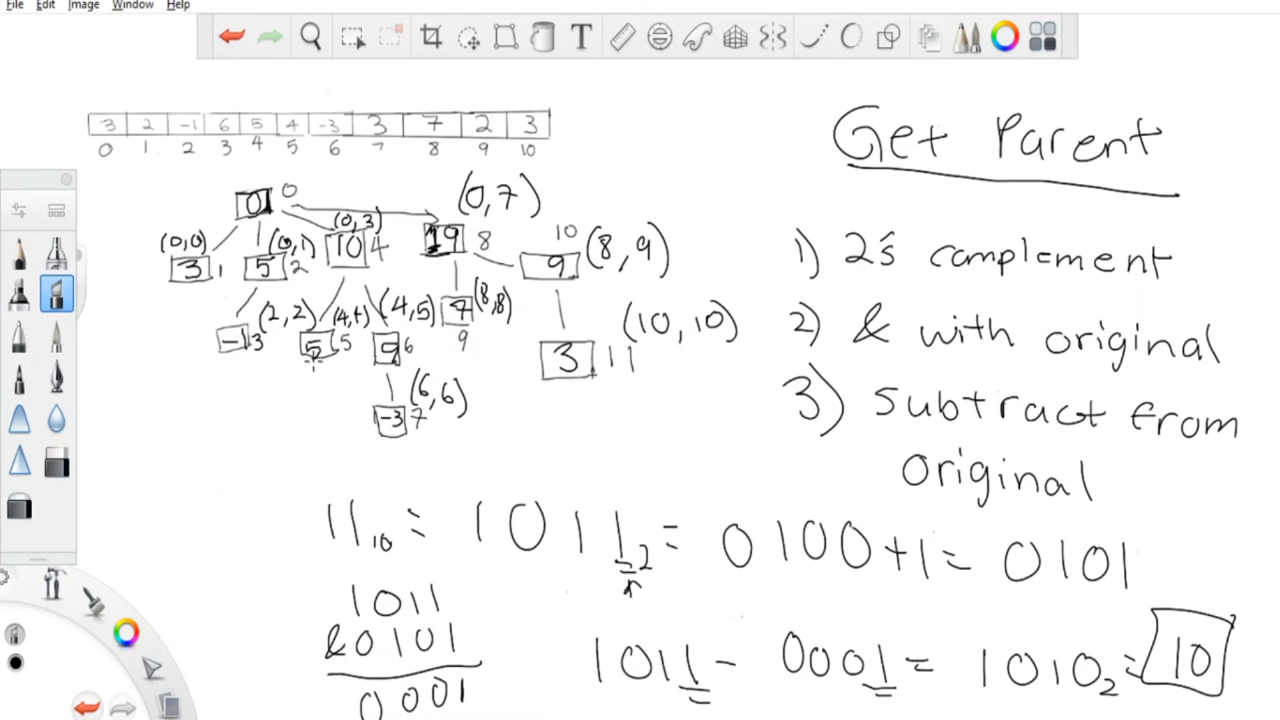 File Edit Image Window Help
3 2 -1 6 5 4 -3 3 7 2 3
0 1 2 3 4 5 6 7 8 9 10
Get Parent
0 0 (0,7)
(0,0) (0,1) (0,3) 10 (8,9)
3 1 5 2 10 4 19 8 9
(2,2) (4,4) (4,5) 7 (8,8) (10,10)
-1 3 5 5 9 6 9 3 11
(6,6)
-3 7
1) 2's complement
2) & with original
3) subtract from
original
11₁₀ = 1011₂ = 0100+1 = 0101
1011
&0101
0001
1011 - 0001 = 1010₂ = 10